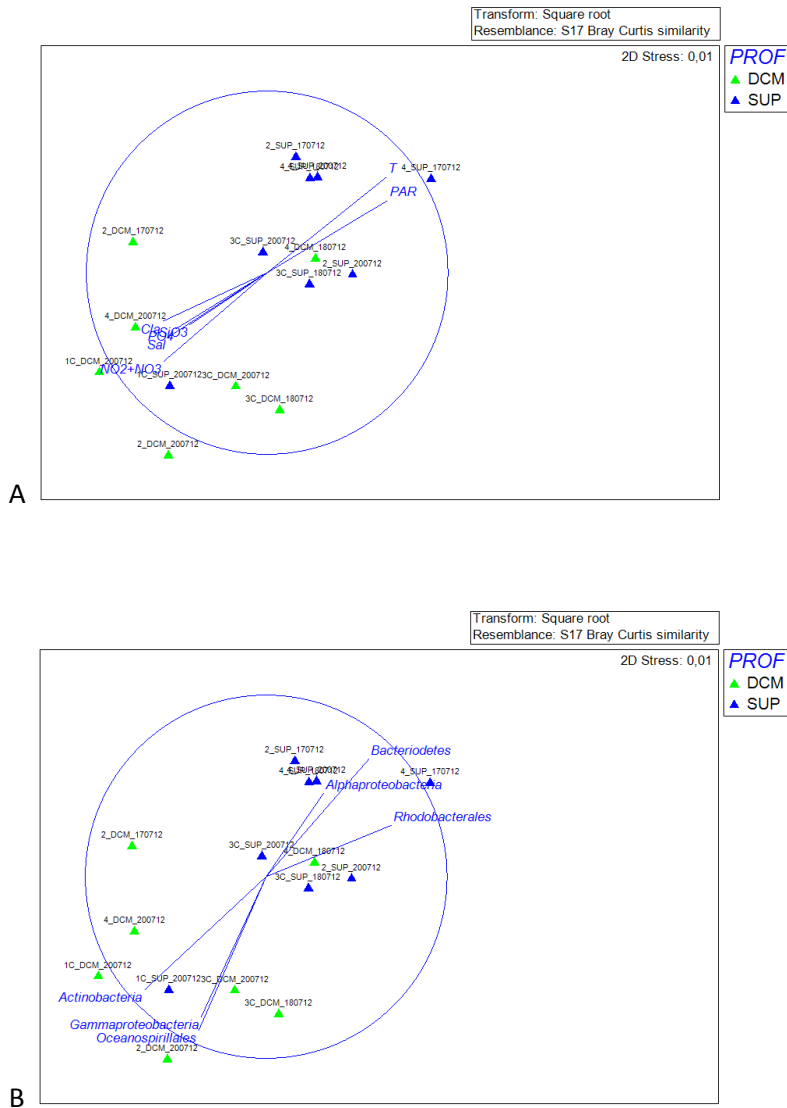 Transform: Square root
Resemblance: S17 Bray Curtis similarity
2D Stress: 0,01
PROF
DCM
SUP
2_SUP_170712
4_SUP_200712
T
4_SUP_170712
PAR
2_DCM_170712
3C_SUP_200712
4_DCM_180712
2_SUP_200712
3C_SUP_180712
4_DCM_200712
SiO3
Sal
1C_DCM_200712
NO2+NO3
1C_SUP_200712
3C_DCM_200712
3C_DCM_180712
2_DCM_200712
A
Transform: Square root
Resemblance: S17 Bray Curtis similarity
2D Stress: 0,01
PROF
DCM
SUP
Bacteriodetes
2_SUP_170712
4_SUP_200712
4_SUP_170712
Alphaproteobacteria
Rhodobacterales
2_DCM_170712
3C_SUP_200712
4_DCM_180712
2_SUP_200712
3C_SUP_180712
4_DCM_200712
1C_DCM_200712
1C_SUP_200712
3C_DCM_200712
Actinobacteria
3C_DCM_180712
Gammaproteobacteria
Oceanospirillales
2_DCM_200712
B